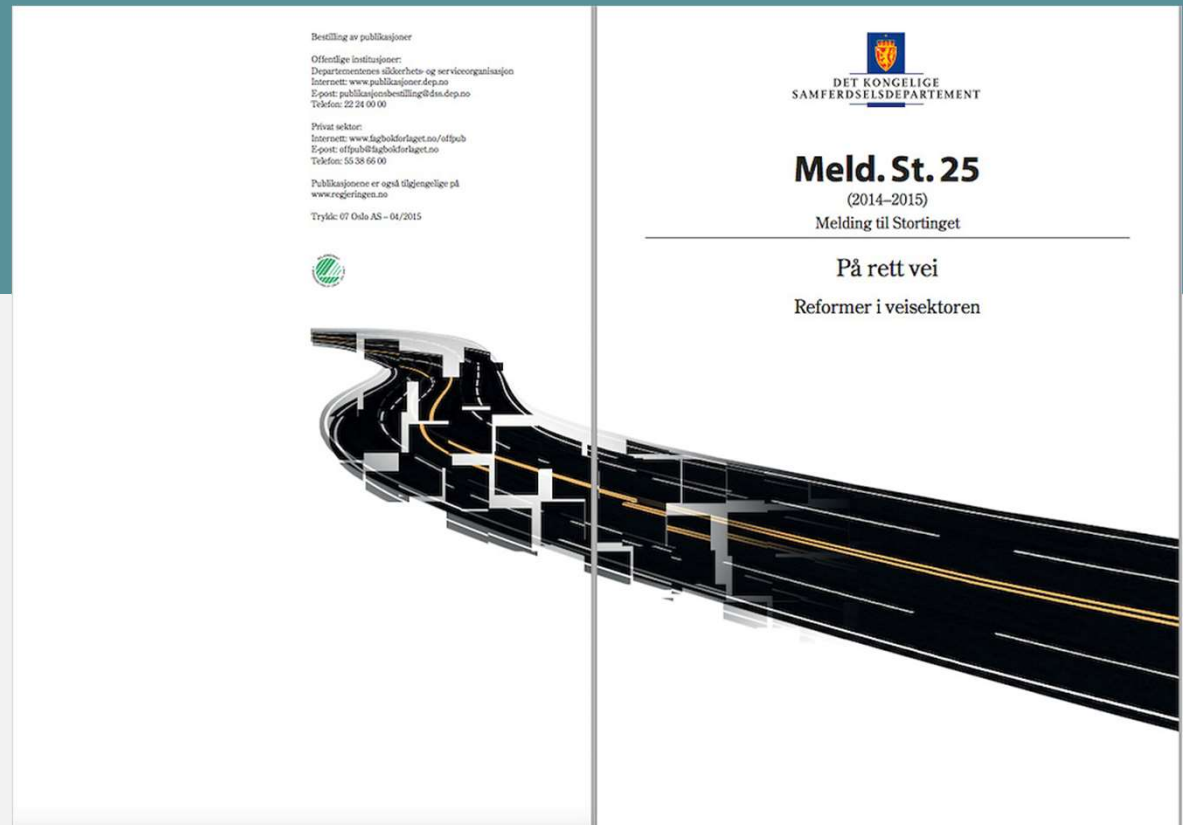 Bestilling av publikasjoner
Offentlige institusjoner:
Departementenes sikkerhets- og serviceorganisasjon
Internett: www.publikasjoner.dep.no
E-post: publikasjonsbestilling@dss.dep.no
Telefon: 22 24 00 00
Privat sektor:
Internett: www.fagbokforlaget.no/offpub
E-post: offpub@fagbokforlaget.no
Telefon: 55 38 66 00
Publikasjonene er også tilgjengelige på
www.regjeringen.no
Trykk: 07 Oslo AS – 04/2015
DET KONGELIGE
SAMFERDSELSDEPARTEMENT
Meld. St. 25
(2014–2015)
Melding til Stortinget
På rett vei
Reformer i veisektoren